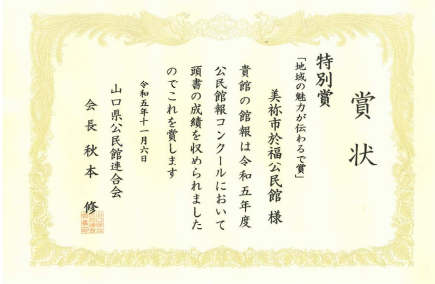 賞状
特別賞
「地域の魅力が伝わるで賞」
美祢市於福公民館 様
貴館の館報は令和五年度
公民館報コンクールにおいて
頭書の成績を収められました
のでこれを賞します
令和五年十一月六日
山口県公民館連合会
会長 秋本 修